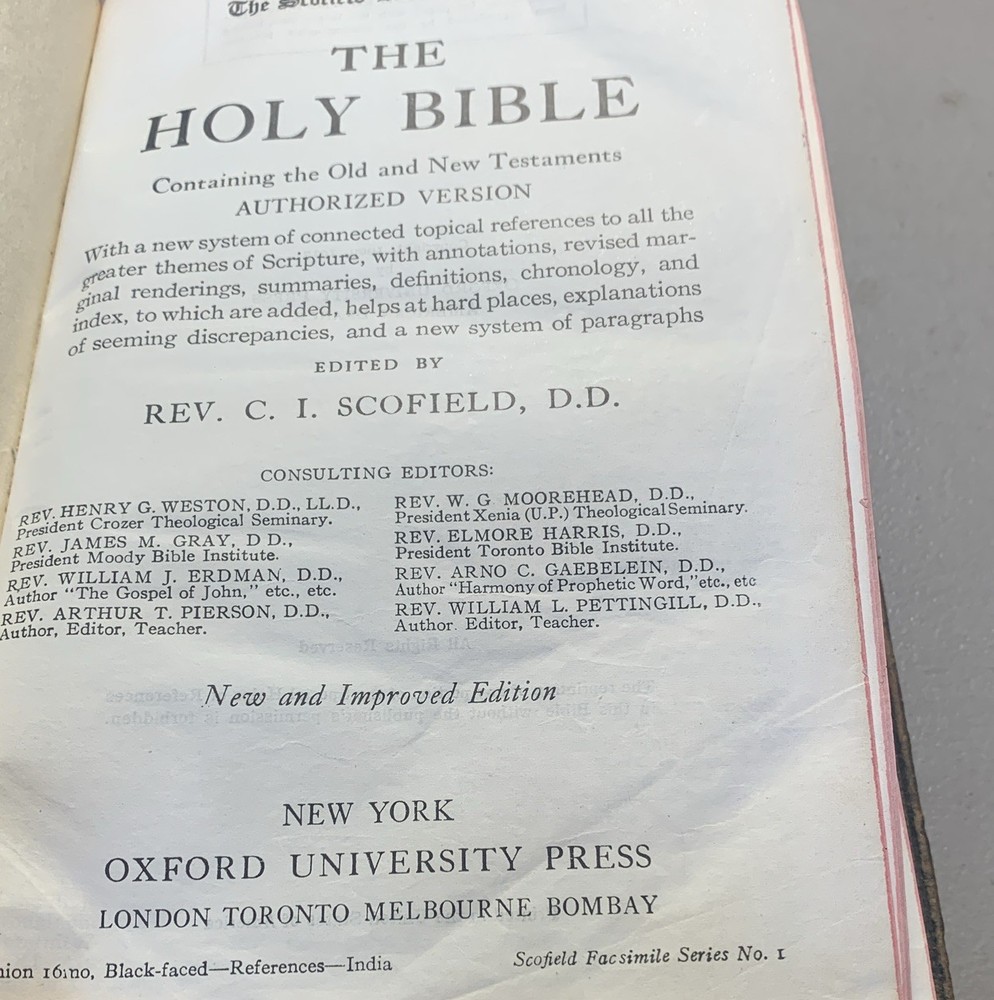 The
THE
HOLY BIBLE
Containing the Old and New Testaments
AUTHORIZED VERSION
With a new system of connected topical references to all the
greater themes of Scripture, with annotations, revised mar-
ginal renderings, summaries, definitions, chronology, and
index, to which are added, helps at hard places, explanations
of seeming discrepancies, and a new system of paragraphs
EDITED BY
REV. C. I. SCOFIELD, D.D.
CONSULTING EDITORS:
REV. HENRY G. WESTON, D.D., LL.D.,
President Crozer Theological Seminary.
REV. JAMES M. GRAY, D D.,
President Moody Bible Institute.
REV. WILLIAM J. ERDMAN, D.D.,
Author "The Gospel of John," etc., etc.
REV. ARTHUR T. PIERSON, D.D.,
Author, Editor, Teacher.
REV. W. G MOOREHEAD, D.D.,
President Xenia (U.P.) Theological Seminary.
REV. ELMORE HARRIS, D.D.,
President Toronto Bible Institute.
REV. ARNO C. GAEBELEIN, D.D.,
Author "Harmony of Prophetic Word," etc., etc
REV. WILLIAM L. PETTINGILL, D.D.,
Author. Editor, Teacher.
New and Improved Edition
NEW YORK
OXFORD UNIVERSITY PRESS
LONDON TORONTO MELBOURNE BOMBAY
nion 16mo, Black-faced—References—India
Scofield Facsimile Series No. 1